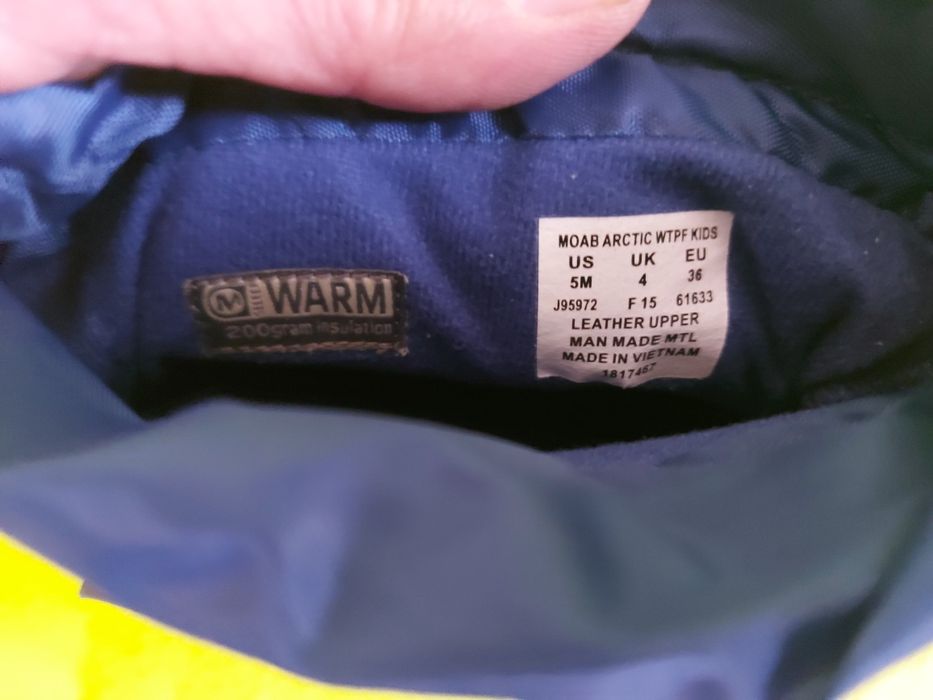 M WARM
200gram insulation
MOAB ARCTIC WTPF KIDS
US UK EU
5M 4 36
J95972 F 15 61633
LEATHER UPPER
MAN MADE MTL
MADE IN VIETNAM
1817467